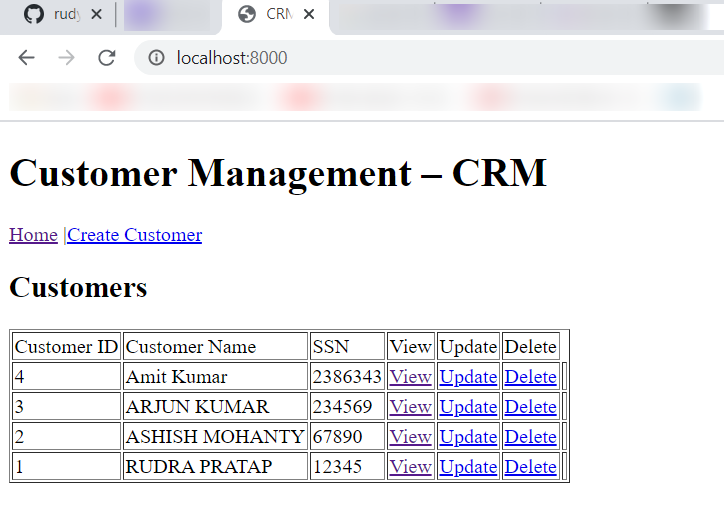 rudy
CRM
localhost:8000
Customer Management – CRM
Home |Create Customer
Customers
Customer ID Customer Name SSN View Update Delete
4 Amit Kumar 2386343 View Update Delete
3 ARJUN KUMAR 234569 View Update Delete
2 ASHISH MOHANTY 67890 View Update Delete
1 RUDRA PRATAP 12345 View Update Delete